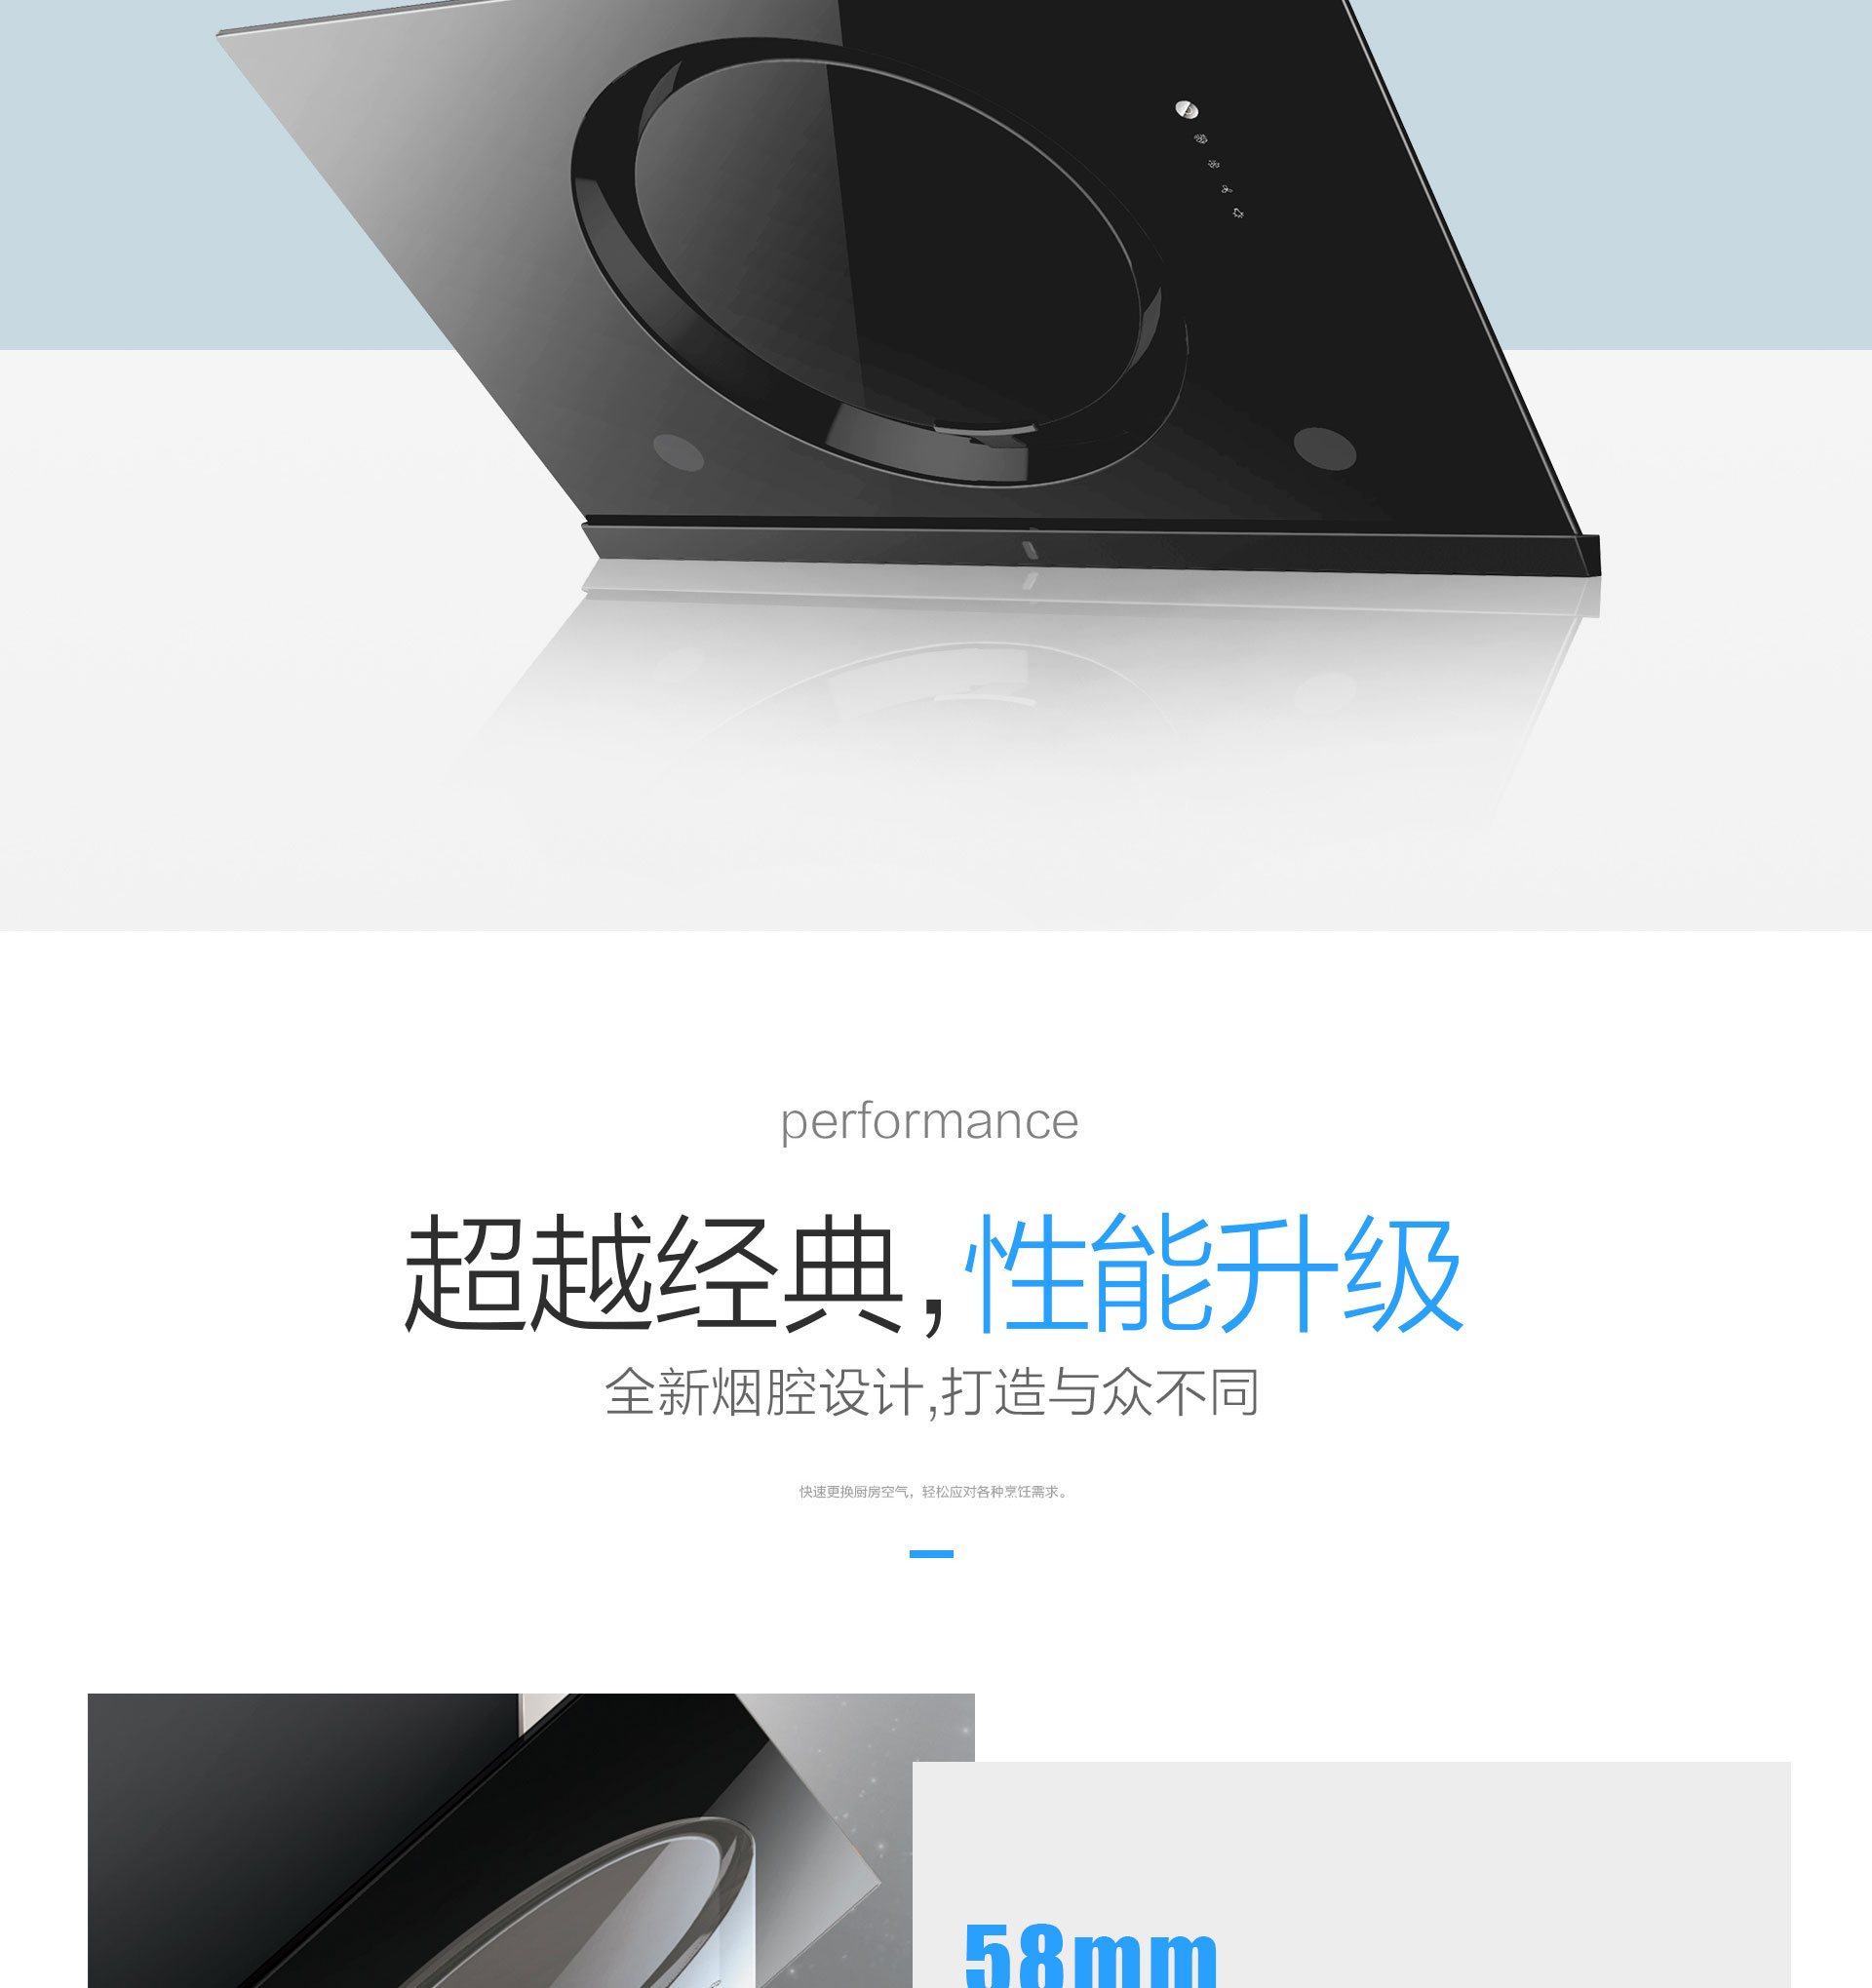 performance
超越经典,性能升级
全新烟腔设计,打造与众不同
快速更换厨房空气，轻松应对各种烹饪需求。
58mm